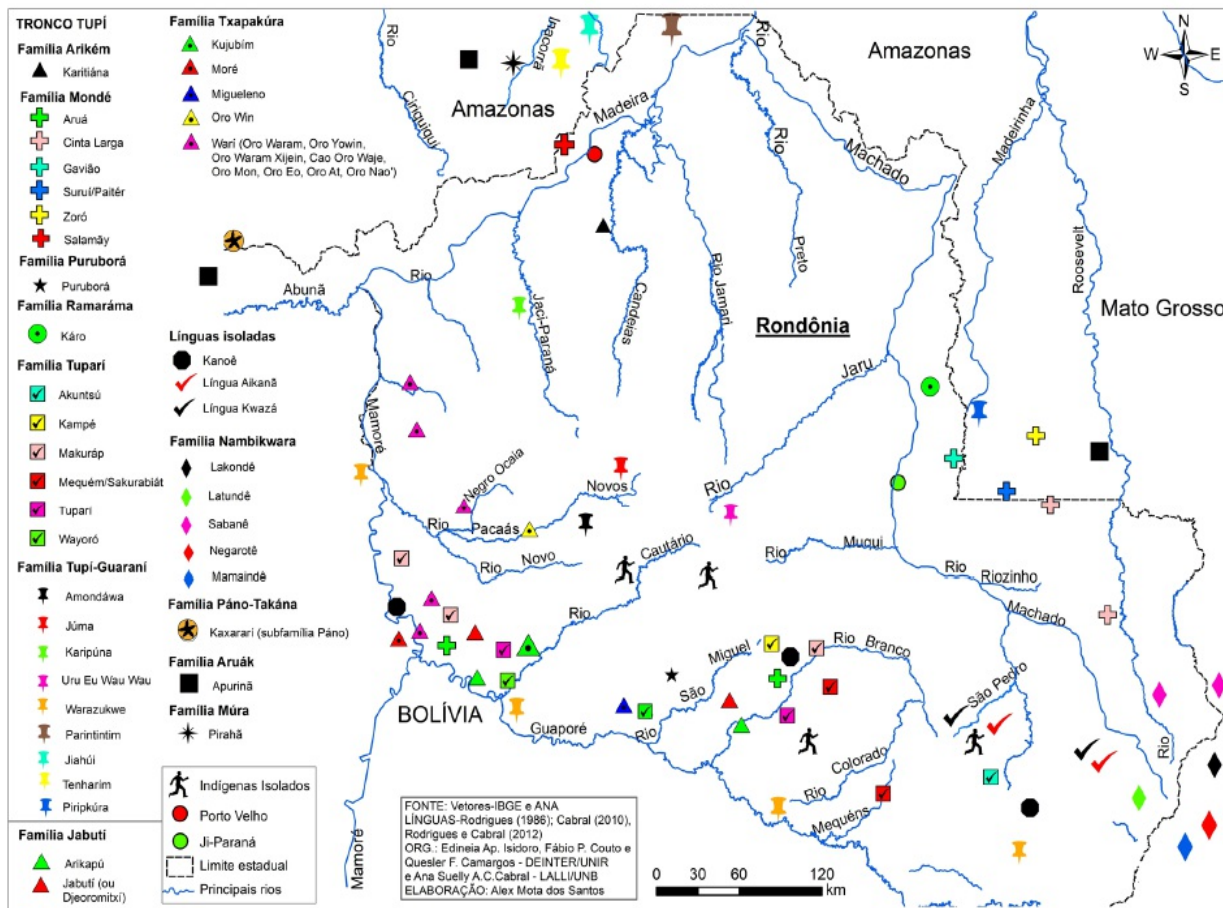 TRONCO TUPÍ
Família Arikém
Karitiána
Família Mondé
Aruá
Cinta Larga
Gavião
Suruí/Paitér
Zoró
Salamãy
Família Puruborá
Puruborá
Família Ramaráma
Káro
Família Tuparí
Akuntsú
Kampé
Makuráp
Mequém/Sakurabiát
Tuparí
Wayoró
Família Tupí-Guaraní
Amondáwa
Júma
Karipúna
Uru Eu Wau Wau
Warazukwe
Parintintim
Jiahúi
Tenharim
Piripkúra
Família Jabutí
Arikapú
Jabutí (ou
Djeoromitxí)
Família Txapakúra
Kujubím
Moré
Migueleno
Oro Win
Warí (Oro Waram, Oro Yowin,
Oro Waram Xijein, Cao Oro Waje,
Oro Mon, Oro Eo, Oro At, Oro Nao')
Línguas isoladas
Kanoê
Língua Aikanã
Língua Kwazá
Família Nambikwara
Lakondê
Latundê
Sabanê
Negarotê
Mamaindê
Família Páno-Takána
Kaxararí (subfamília Páno)
Família Aruák
Apurinã
Família Múra
Pirahã
Indígenas Isolados
Porto Velho
Ji-Paraná
Limite estadual
Principais rios
Rio
Ciriquiqui
Inacorrã
Amazonas
Rio
Madeira
Amazonas
N
W E
S
Rio
Preto
Machado
Madeirinha
Roosevelt
Mato Grosso
Rio
Abunã
Jaci-Paraná
Candeias
Rio Jamari
Rondônia
Jaru
Rio
Mamoré
Negro Ocaia
Novos
Rio
Pacaás
Rio
Novo
Cautário
Rio
Rio
Muqui
Rio
Riozinho
Machado
Miguel
São
Rio
Rio
Branco
São Pedro
BOLÍVIA
Guaporé
Colorado
Rio
Mequéns
Rio
Mamoré
FONTE: Vetores-IBGE e ANA
LÍNGUAS-Rodrigues (1986); Cabral (2010),
Rodrigues e Cabral (2012)
ORG.: Edineia Ap. Isidoro, Fábio P. Couto e
Quesler F. Camargos - DEINTER/UNIR
e Ana Suelly A.C.Cabral - LALLI/UNB
ELABORAÇÃO: Alex Mota dos Santos
0 30 60 120
km